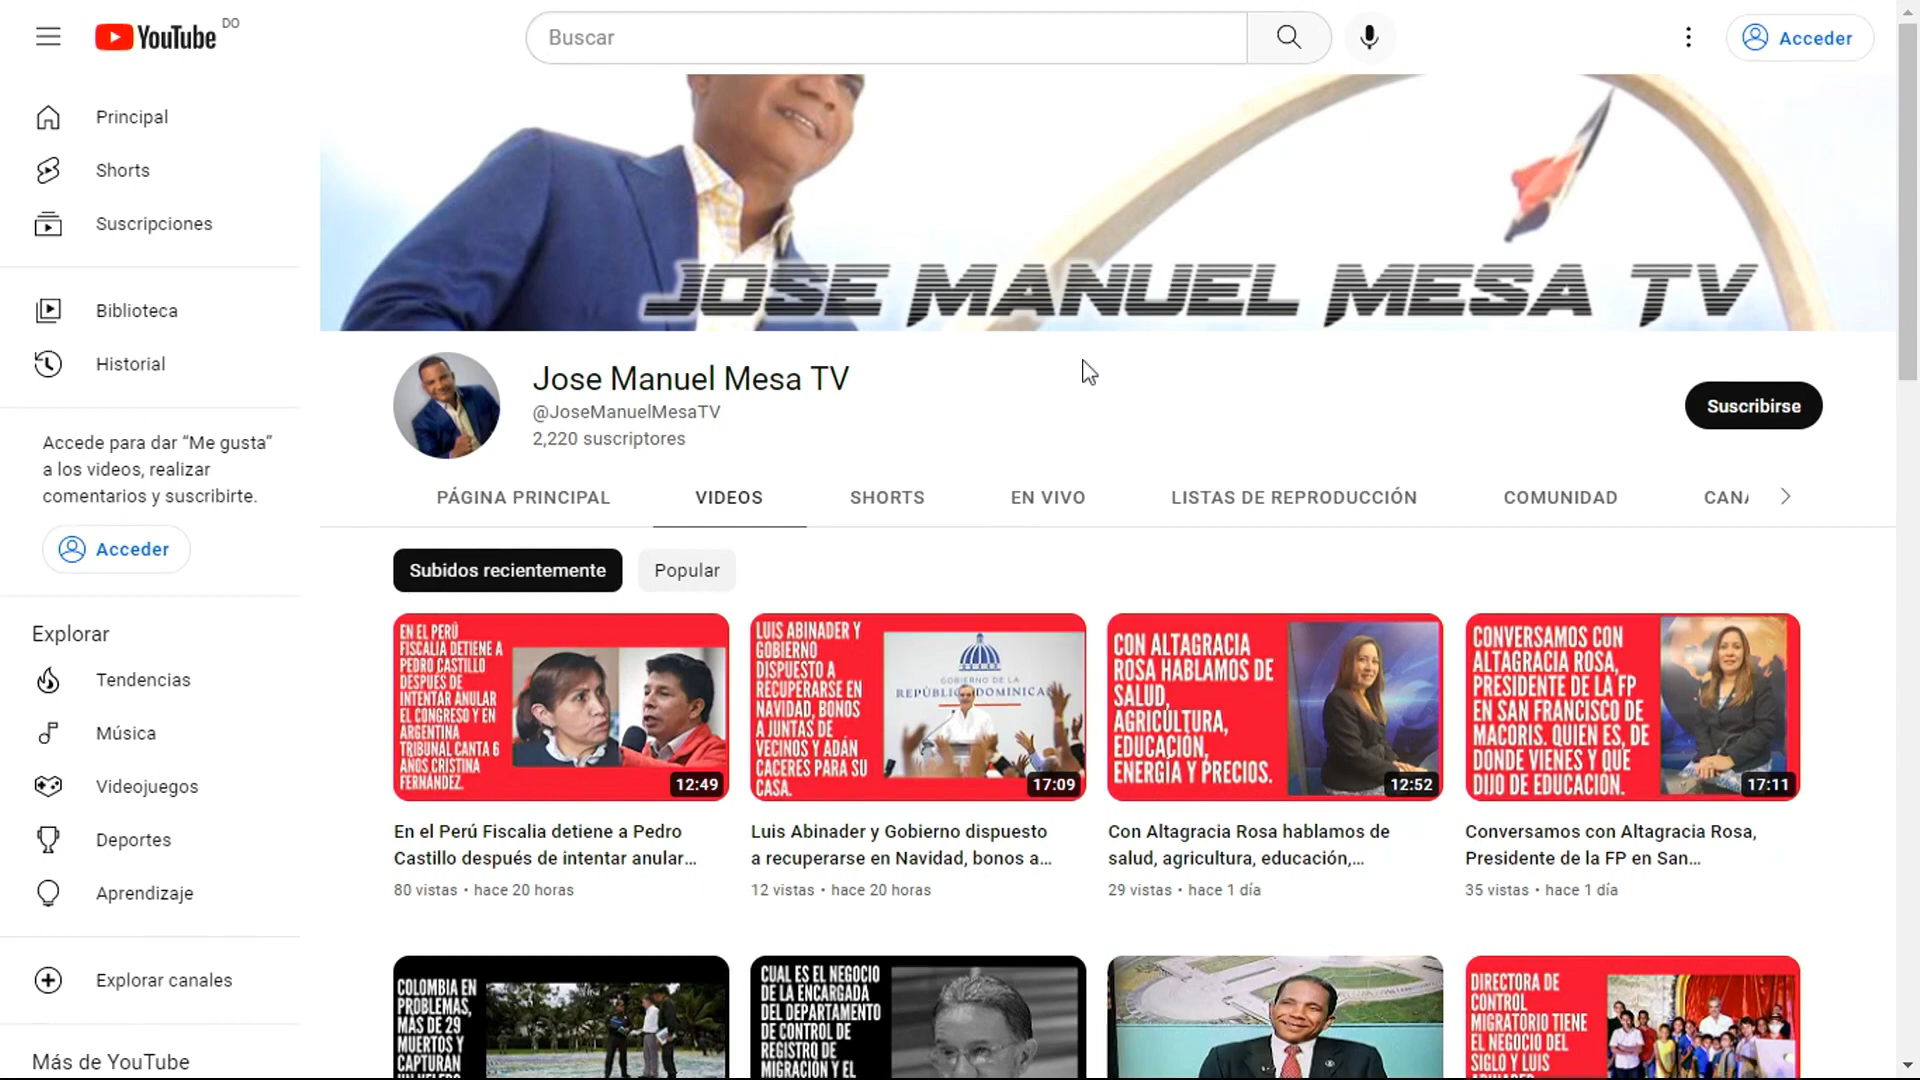 YouTube DO
Buscar
Acceder
Principal
Shorts
Suscripciones
Biblioteca
Historial
Accede para dar “Me gusta”
a los videos, realizar
comentarios y suscribirte.
Acceder
Explorar
Tendencias
Música
Videojuegos
Deportes
Aprendizaje
Explorar canales
Más de YouTube
JOSE MANUEL MESA TV
Jose Manuel Mesa TV
@JoseManuelMesaTV
2,220 suscriptores
Suscribirse
PÁGINA PRINCIPAL
VIDEOS
SHORTS
EN VIVO
LISTAS DE REPRODUCCIÓN
COMUNIDAD
Subidos recientemente
Popular
EN EL PERÚ
FISCALIA DETIENE A
PEDRO CASTILLO
DESPUÉS DE
INTENTAR ANULAR
EL CONGRESO Y EN
ARGENTINA
TRIBUNAL CANTA 6
AÑOS CRISTINA
FERNÁNDEZ.
12:49
En el Perú Fiscalia detiene a Pedro
Castillo después de intentar anular...
80 vistas • hace 20 horas
LUIS ABINADER Y
GOBIERNO
DISPUESTO A
RECUPERARSE EN
NAVIDAD, BONOS
A JUNTAS DE
VECINOS Y ADÁN
CÁCERES PARA SU
CASA.
GOBIERNO DE LA
REPÚBLICA DOMINICANA
17:09
Luis Abinader y Gobierno dispuesto
a recuperarse en Navidad, bonos a...
12 vistas • hace 20 horas
CON ALTAGRACIA
ROSA HABLAMOS DE
SALUD,
AGRICULTURA,
EDUCACIÓN,
ENERGÍA Y PRECIOS.
12:52
Con Altagracia Rosa hablamos de
salud, agricultura, educación,...
29 vistas • hace 1 día
CONVERSAMOS CON
ALTAGRACIA ROSA,
PRESIDENTE DE LA FP
EN SAN FRANCISCO DE
MACORIS. QUIEN ES, DE
DONDE VIENES Y QUE
DIJO DE EDUCACIÓN.
17:11
Conversamos con Altagracia Rosa,
Presidente de la FP en San...
35 vistas • hace 1 día
COLOMBIA EN
PROBLEMAS,
MÁS DE 29
MUERTOS Y
CAPTURAN
CUAL ES EL NEGOCIO
DE LA ENCARGADA
DEL DEPARTAMENTO
DE CONTROL DE
REGISTRO DE
MIGRACIÓN Y EL
DIRECTORA DE
CONTROL
MIGRATORIO TIENE
EL NEGOCIO DEL
SIGLO Y LUIS